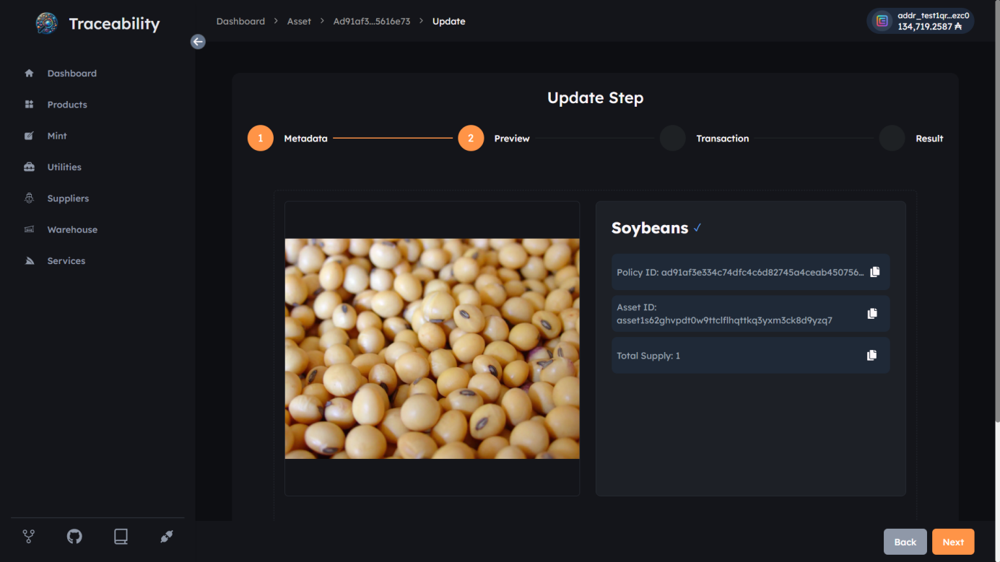 Traceability
Dashboard > Asset > Ad91af3...5616e73 > Update
addr_test1qr...ezc0
134,719.2587 ₳
Dashboard
Products
Mint
Utilities
Suppliers
Warehouse
Services
Update Step
1 Metadata 2 Preview Transaction Result
Soybeans ✓
Policy ID: ad91af3e334c74dfc4c6d82745a4ceab450756...
Asset ID:
asset1s62ghvpdt0w9ttclflhqttkq3yxm3ck8d9yzq7
Total Supply: 1
Back Next